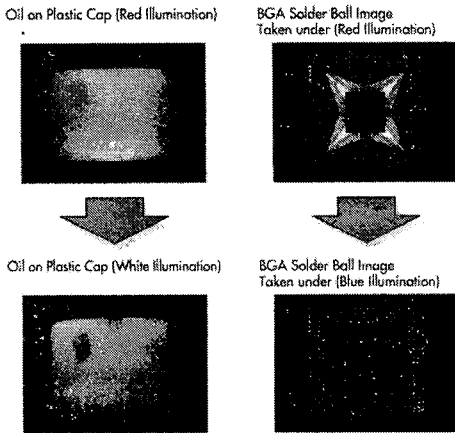 Oil on Plastic Cap (Red Illumination)
BGA Solder Ball Image
Taken under (Red Illumination)
Oil on Plastic Cap (White Illumination)
BGA Solder Ball Image
Taken under (Blue Illumination)